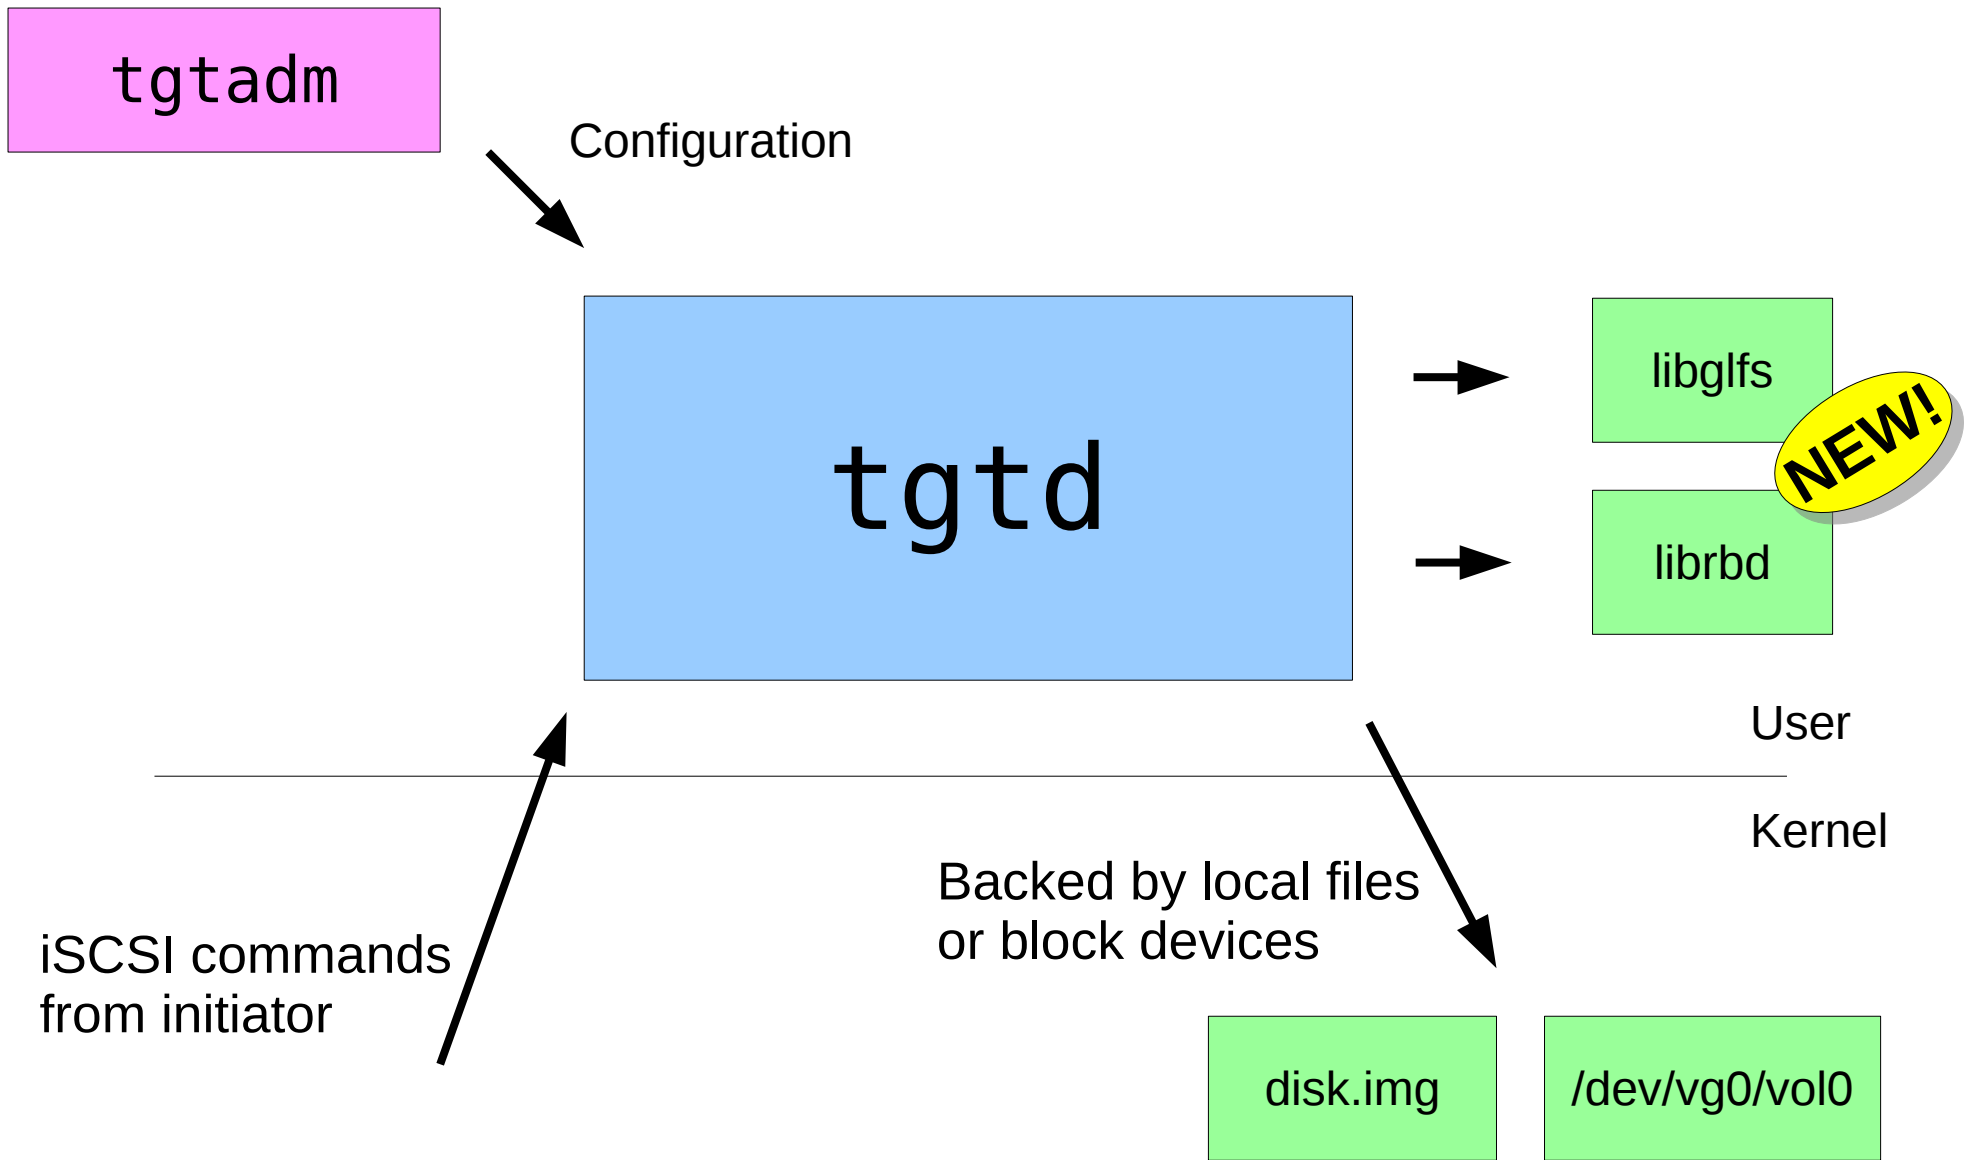 tgtadm
Configuration
tgtd
libglfs
NEW!
librbd
User
Kernel
Backed by local files
or block devices
iSCSI commands
from initiator
disk.img
/dev/vg0/vol0